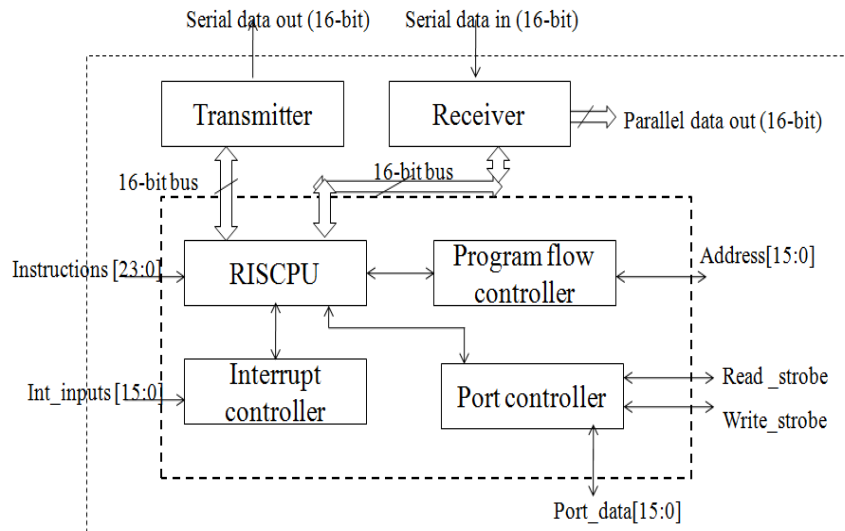 Serial data out (16-bit)
Serial data in (16-bit)
Transmitter
Receiver
Parallel data out (16-bit)
16-bit bus
16-bit bus
Instructions [23:0]
RISCPU
Program flow
controller
Address[15:0]
Int_inputs [15:0]
Interrupt
controller
Port controller
Read _strobe
Write_strobe
Port_data[15:0]